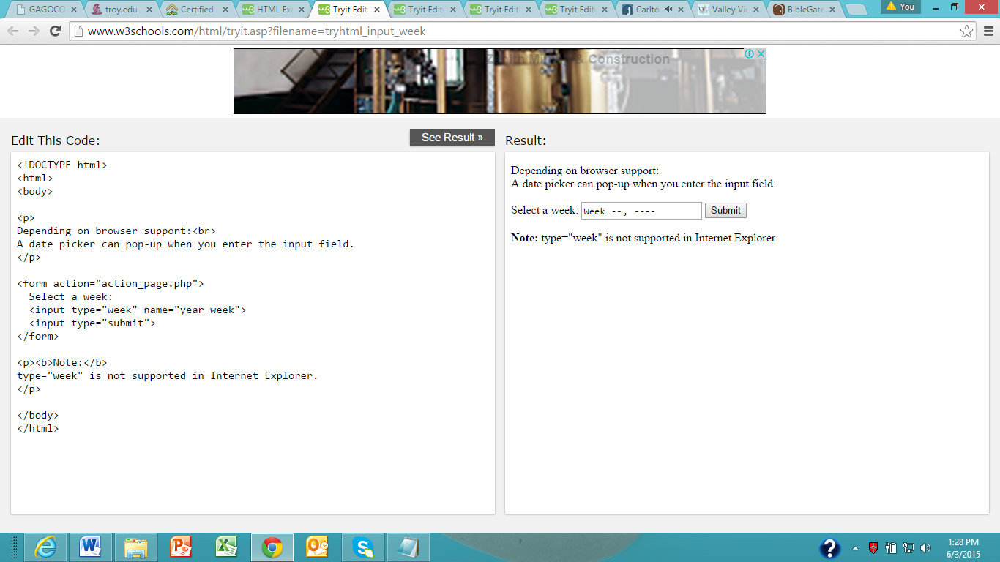 GAGOCO
troy.edu
Certified
HTML Exa
Tryit Edit
Tryit Edit
Tryit Edit
Tryit Edit
Carlto
Valley Vie
BibleGate
You
www.w3schools.com/html/tryit.asp?filename=tryhtml_input_week
& Construction
Edit This Code:
See Result »
<!DOCTYPE html>
<html>
<body>
<p>
Depending on browser support:<br>
A date picker can pop-up when you enter the input field.
</p>
<form action="action_page.php">
Select a week:
<input type="week" name="year_week">
<input type="submit">
</form>
<p><b>Note:</b>
type="week" is not supported in Internet Explorer.
</p>
</body>
</html>
Result:
Depending on browser support:
A date picker can pop-up when you enter the input field.
Select a week: Week --, ---- Submit
Note: type="week" is not supported in Internet Explorer.
1:28 PM
6/3/2015